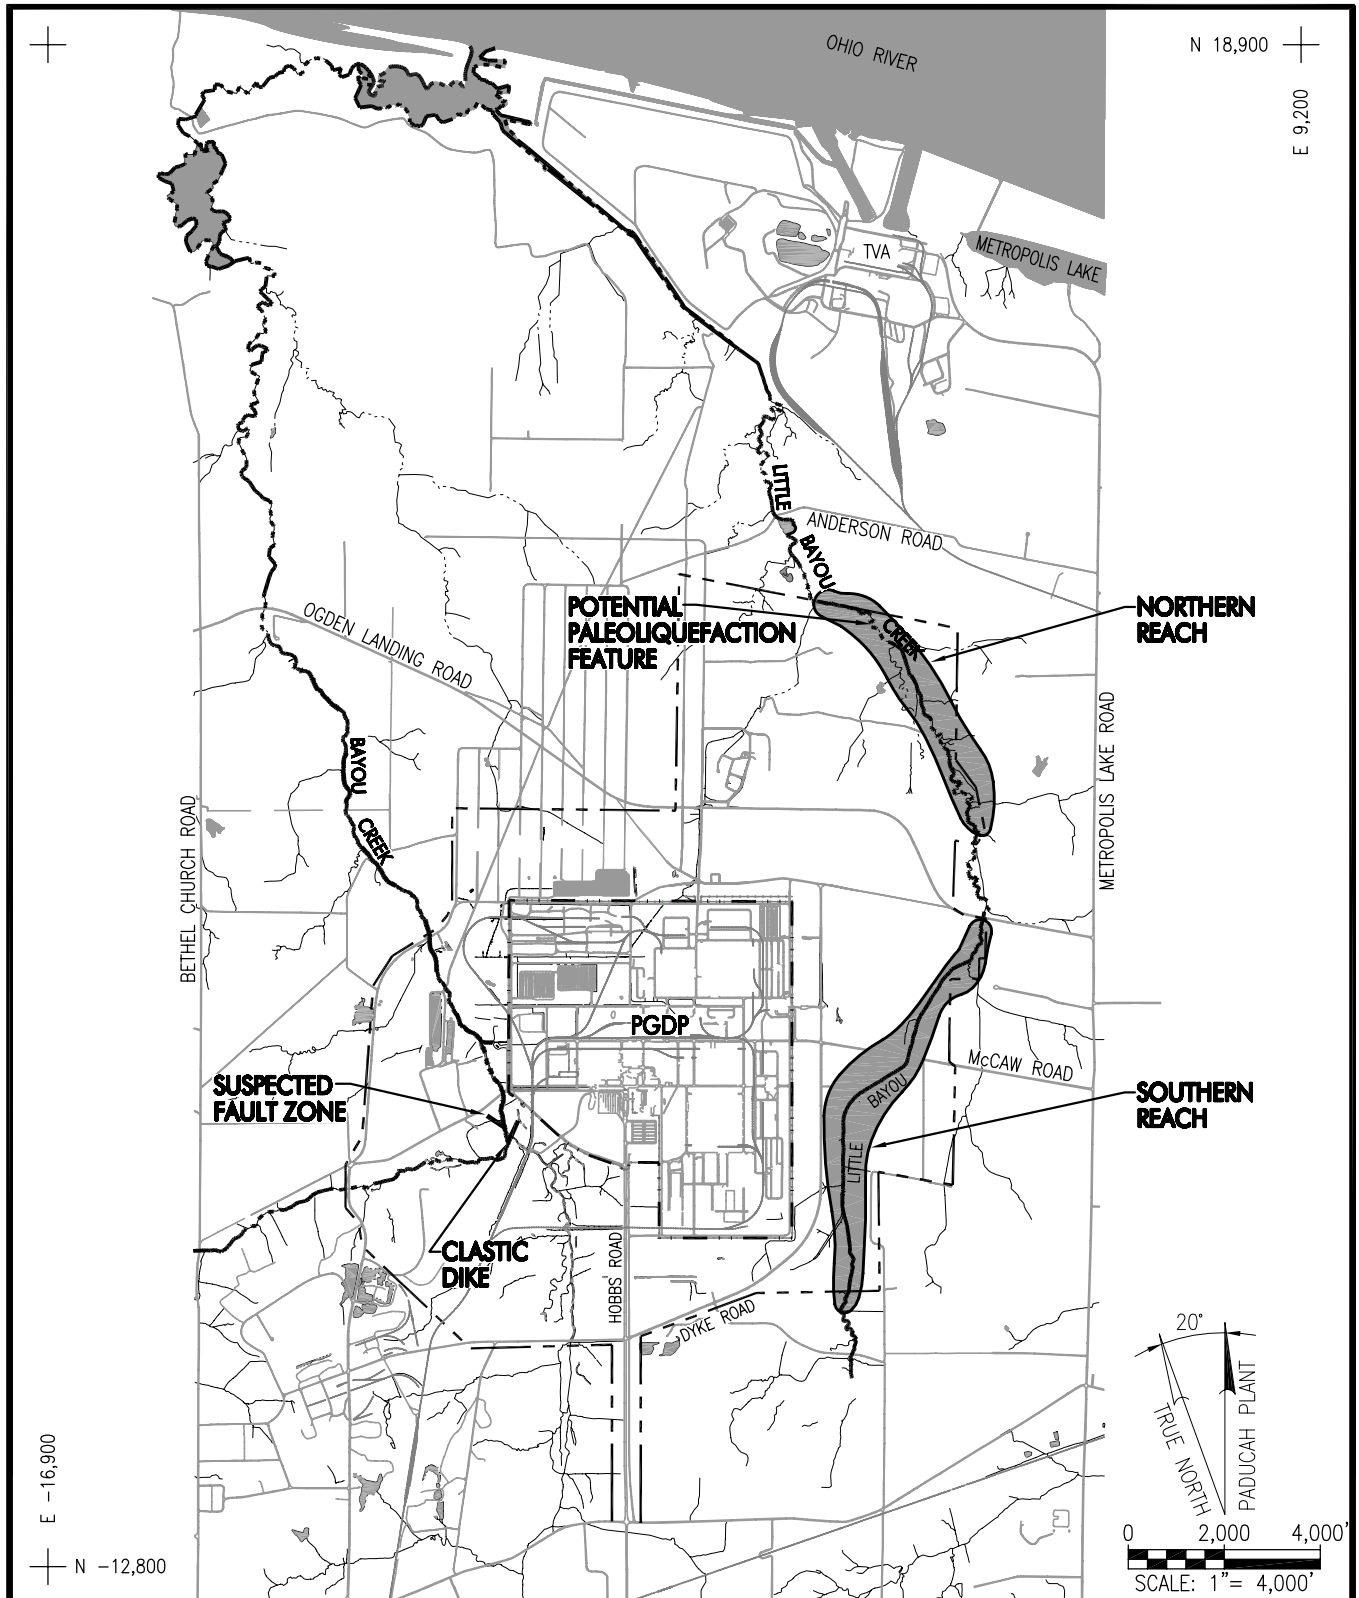 OHIO RIVER
N 18,900
E 9,200
TVA
METROPOLIS LAKE
LITTLE
BAYOU
CREEK
ANDERSON ROAD
POTENTIAL
PALEOLIQUEFACTION
FEATURE
NORTHERN
REACH
OGDEN LANDING ROAD
BAYOU
CREEK
METROPOLIS LAKE ROAD
BETHEL CHURCH ROAD
PGDP
McCAW ROAD
SUSPECTED
FAULT ZONE
BAYOU
LITTLE
SOUTHERN
REACH
CLASTIC
DIKE
HOBBS ROAD
DYKE ROAD
20°
TRUE NORTH
PADUCAH PLANT
E -16,900
N -12,800
0 2,000 4,000'
SCALE: 1"= 4,000'